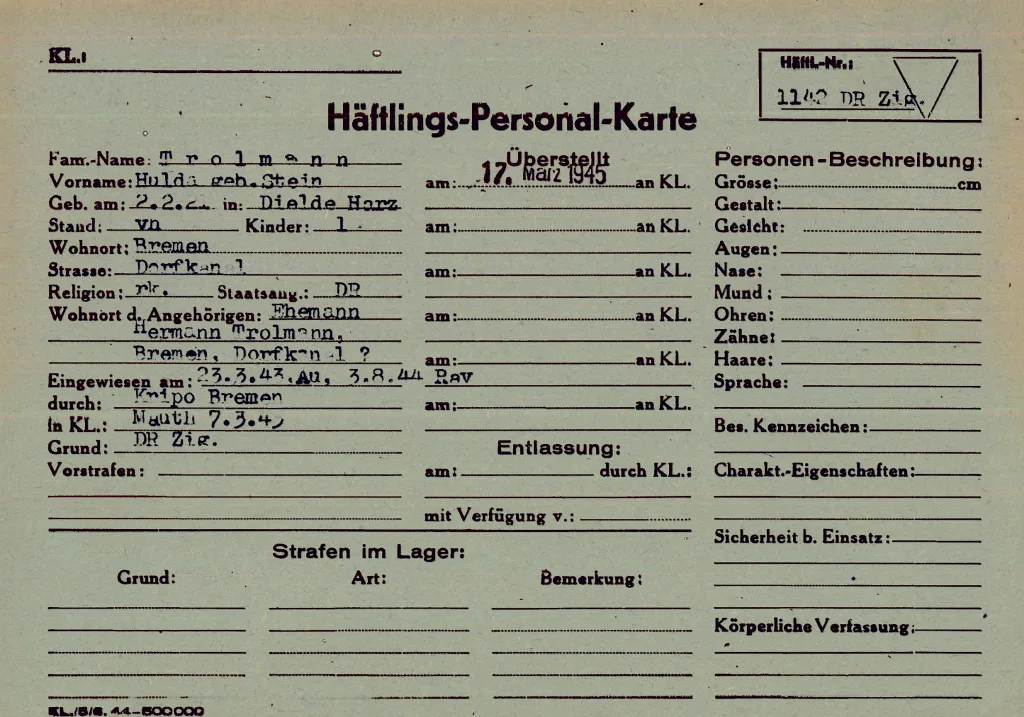 KL.:
Häftl.-Nr.:
DR Zig.
Häftlings-Personal-Karte
Fam.-Name: Trolmann
Vorname: Hulda geb. Stein
Geb. am: 2.2. in: Dielde Harz
Stand: vh Kinder: 1
Wohnort: Bremen
Strasse: Dorfkanal
Religion: rk. Staatsang.: DR
Wohnort d. Angehörigen: Ehemann
Hermann Trolmann,
Bremen, Dorfkanal ?
Eingewiesen am: 23.3.43.Au, 3.8.44 Rav
durch: Kripo Bremen
in KL.: Mauth 7.3.45
Grund: DR Zig.
Vorstrafen:
Überstellt
17. März 1945
am: an KL.
am: an KL.
am: an KL.
am: an KL.
am: an KL.
am: an KL.
Entlassung:
am: durch KL.:
mit Verfügung v.:
Personen-Beschreibung:
Grösse: cm
Gestalt:
Gesicht:
Augen:
Nase:
Mund:
Ohren:
Zähne:
Haare:
Sprache:
Bes. Kennzeichen:
Charakt.-Eigenschaften:
Sicherheit b. Einsatz:
Körperliche Verfassung:
Strafen im Lager:
Grund: Art: Bemerkung:
KL./5/6. 44-500000